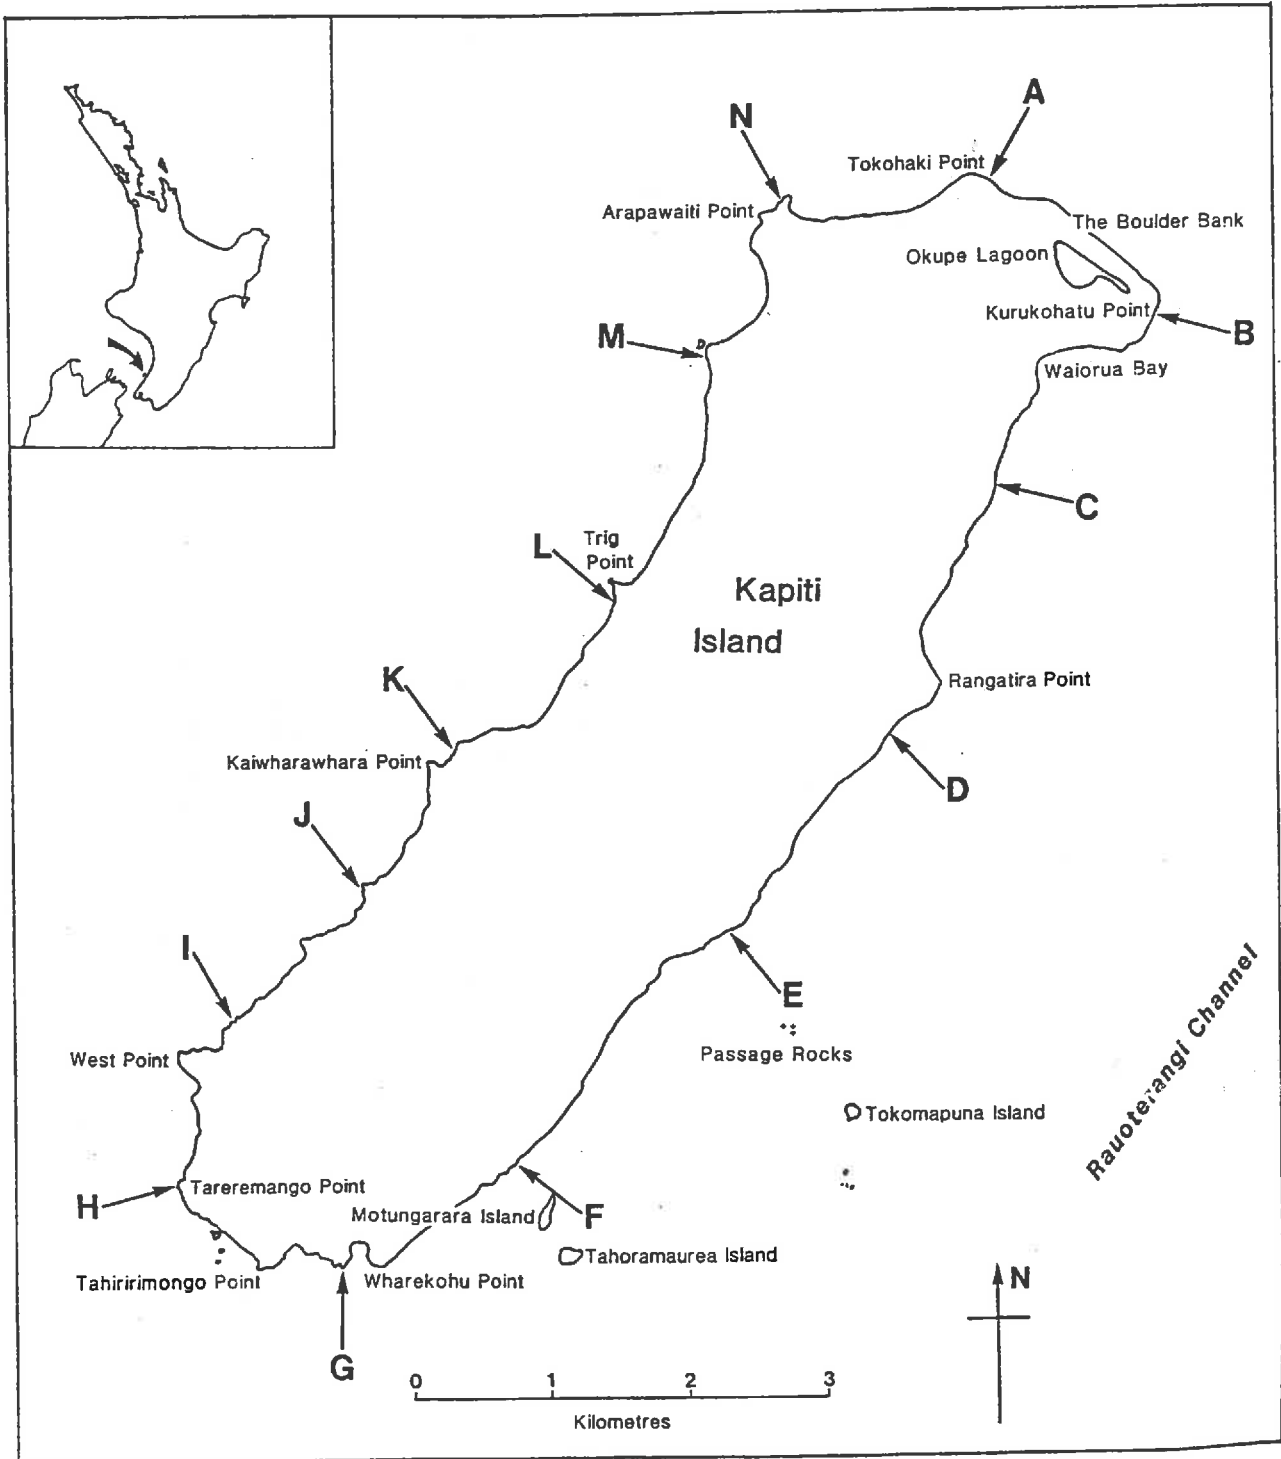 A
N
Tokohaki Point
Arapawaiti Point
The Boulder Bank
Okupe Lagoon
Kurukohatu Point
B
M
Waiorua Bay
C
L
Trig
Point
Kapiti
Island
K
Rangatira Point
Kaiwharawhara Point
D
J
I
E
Passage Rocks
West Point
Rauoterangi Channel
Tokomapuna Island
H
Tareremango Point
Motungarara Island
F
Tahoramaurea Island
Tahiririmongo Point
Wharekohu Point
N
G
0 1 2 3
Kilometres